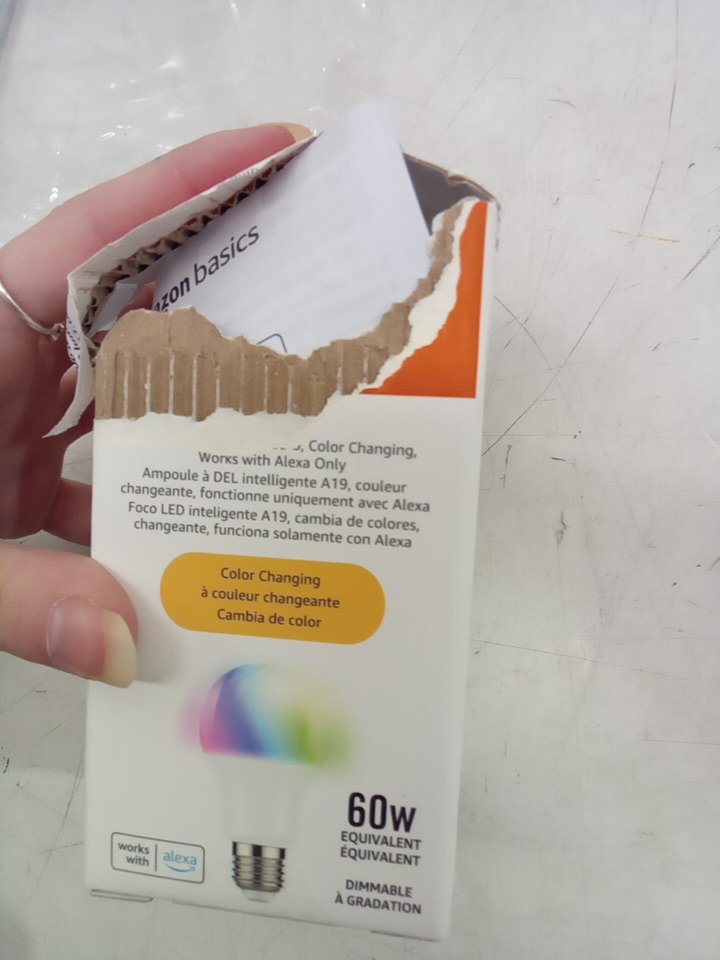 zon basics
, Color Changing,
Works with Alexa Only
Ampoule à DEL intelligente A19, couleur
changeante, fonctionne uniquement avec Alexa
Foco LED inteligente A19, cambia de colores,
changeante, funciona solamente con Alexa
Color Changing
à couleur changeante
Cambia de color
60W
EQUIVALENT
ÉQUIVALENT
works
with
alexa
DIMMABLE
À GRADATION